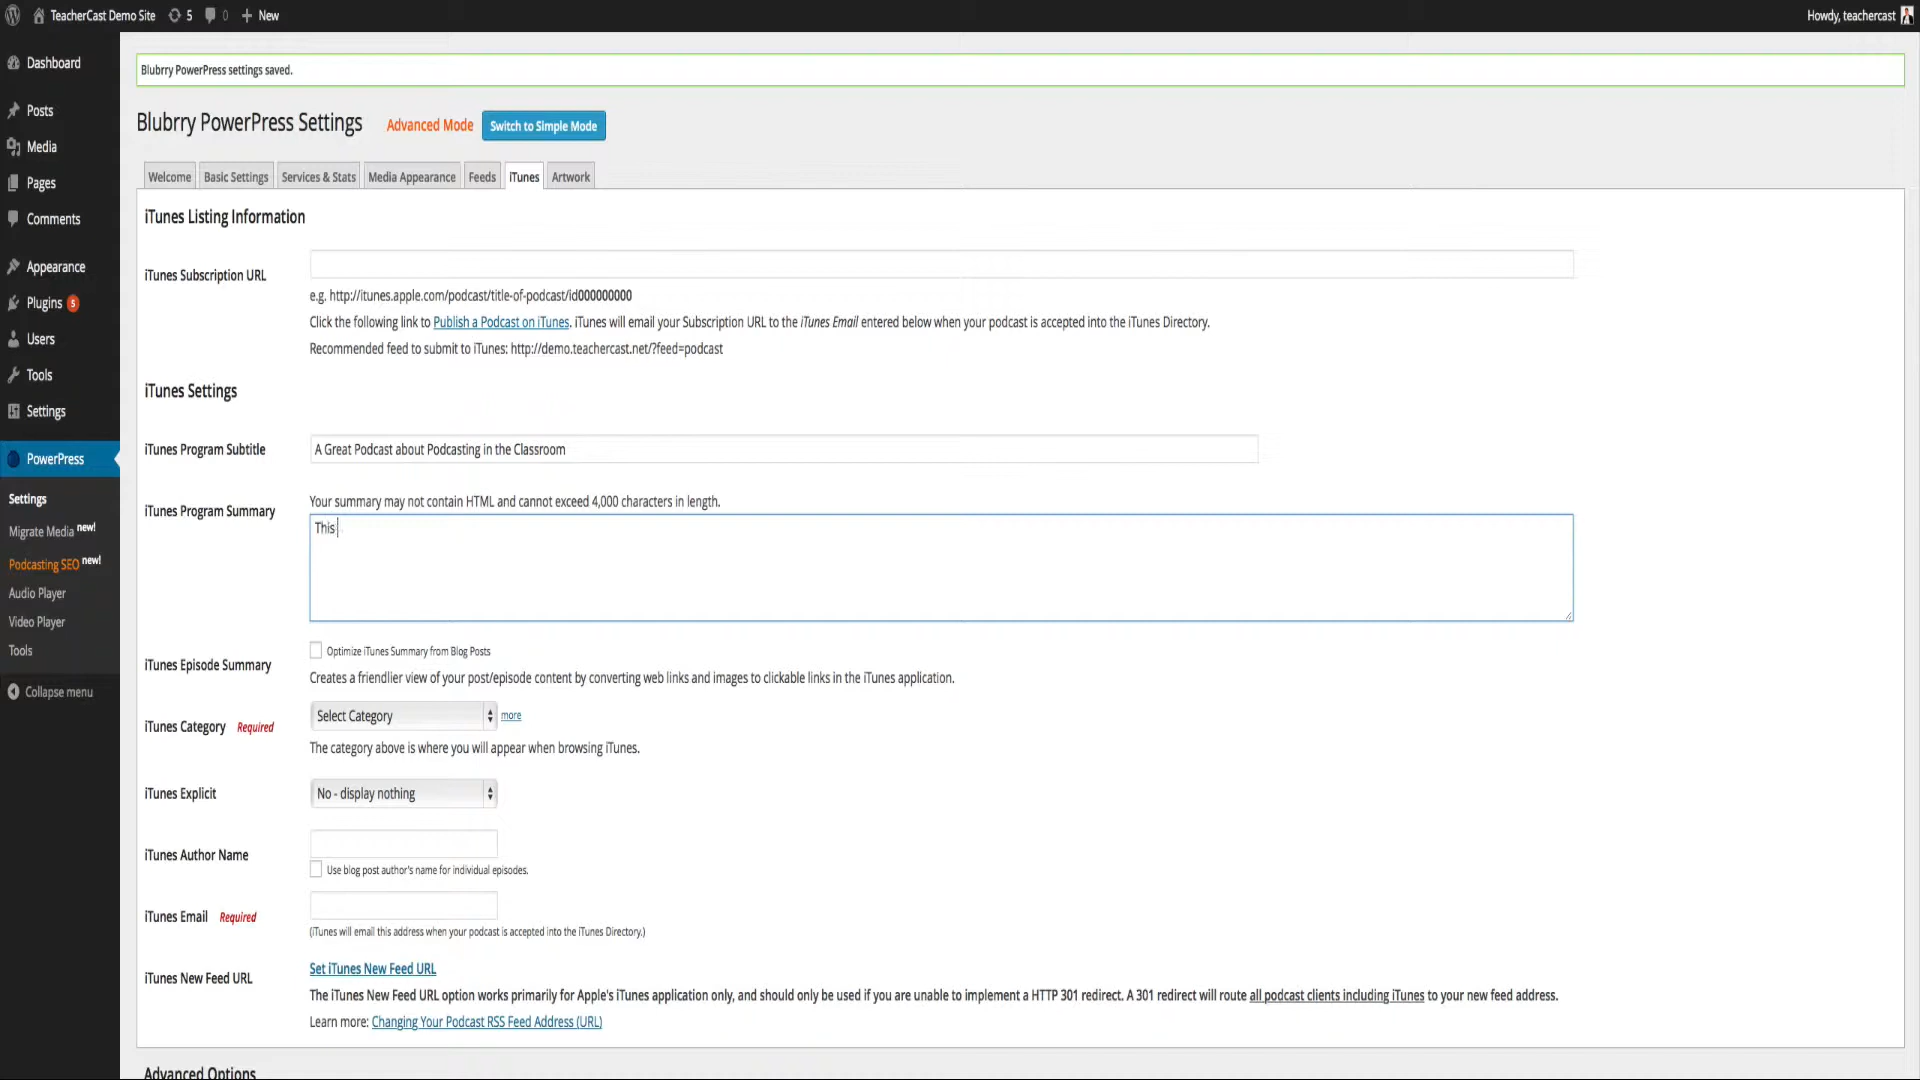 TeacherCast Demo Site 5 0 New Howdy, teachercast
Dashboard
Posts
Media
Pages
Comments
Appearance
Plugins 5
Users
Tools
Settings
PowerPress
Settings
Migrate Media new!
Podcasting SEO new!
Audio Player
Video Player
Tools
Collapse menu
Blubrry PowerPress settings saved.
Blubrry PowerPress Settings Advanced Mode Switch to Simple Mode
Welcome Basic Settings Services & Stats Media Appearance Feeds iTunes Artwork
iTunes Listing Information
iTunes Subscription URL
e.g. http://itunes.apple.com/podcast/title-of-podcast/id000000000
Click the following link to Publish a Podcast on iTunes. iTunes will email your Subscription URL to the iTunes Email entered below when your podcast is accepted into the iTunes Directory.
Recommended feed to submit to iTunes: http://demo.teachercast.net/?feed=podcast
iTunes Settings
iTunes Program Subtitle A Great Podcast about Podcasting in the Classroom
Your summary may not contain HTML and cannot exceed 4,000 characters in length.
iTunes Program Summary
This
Optimize iTunes Summary from Blog Posts
iTunes Episode Summary
Creates a friendlier view of your post/episode content by converting web links and images to clickable links in the iTunes application.
Select Category more
iTunes Category Required
The category above is where you will appear when browsing iTunes.
iTunes Explicit No - display nothing
iTunes Author Name
Use blog post author's name for individual episodes.
iTunes Email Required
(iTunes will email this address when your podcast is accepted into the iTunes Directory.)
Set iTunes New Feed URL
iTunes New Feed URL
The iTunes New Feed URL option works primarily for Apple's iTunes application only, and should only be used if you are unable to implement a HTTP 301 redirect. A 301 redirect will route all podcast clients including iTunes to your new feed address.
Learn more: Changing Your Podcast RSS Feed Address (URL)
Advanced Options